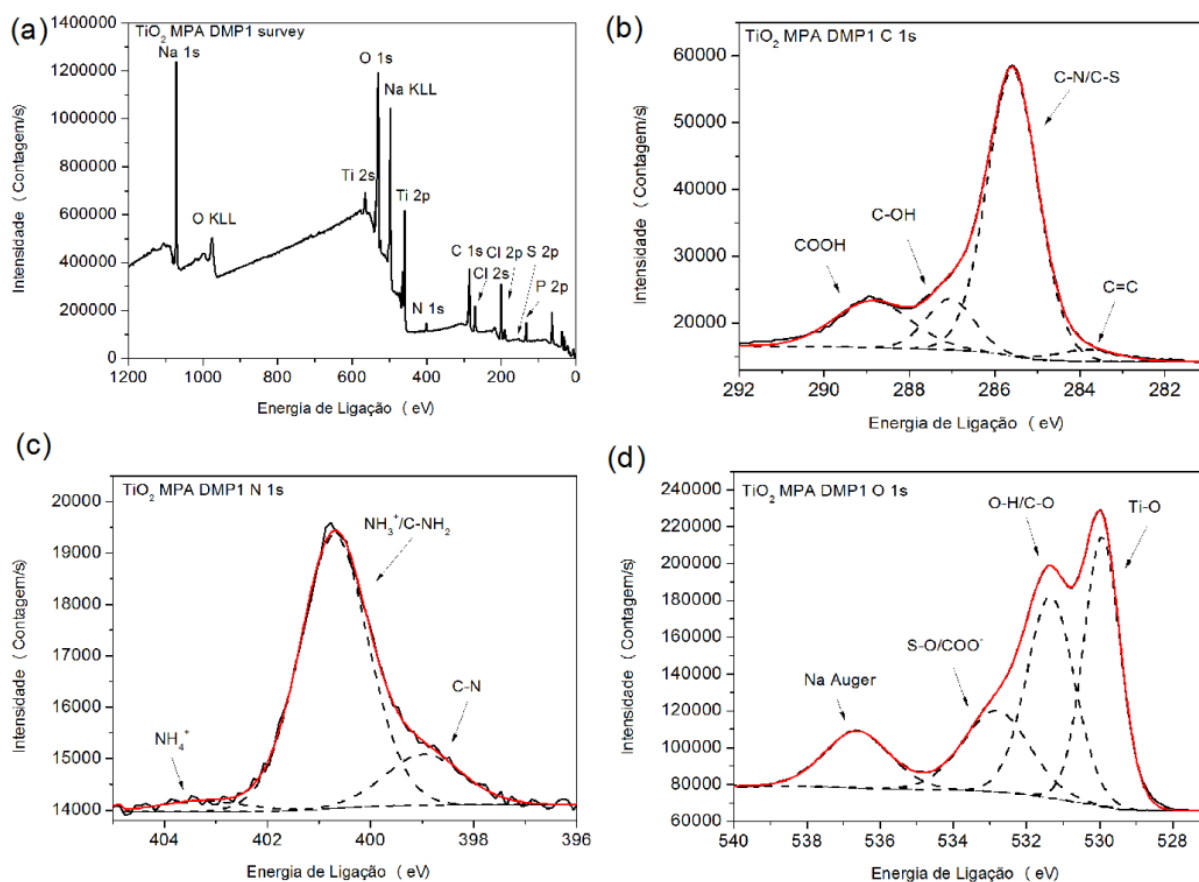 (a)
TiO₂ MPA DMP1 survey
Na 1s
O 1s
Na KLL
Ti 2s
Ti 2p
O KLL
C 1s
Cl 2p
S 2p
Cl 2s
P 2p
N 1s
1400000
1200000
1000000
800000
600000
400000
200000
0
Intensidade (Contagem/s)
1200 1000 800 600 400 200 0
Energia de Ligação (eV)
(b)
TiO₂ MPA DMP1 C 1s
C-N/C-S
C-OH
COOH
C=C
60000
50000
40000
30000
20000
Intensidade (Contagem/s)
292 290 288 286 284 282
Energia de Ligação (eV)
(c)
TiO₂ MPA DMP1 N 1s
NH₃⁺/C-NH₂
C-N
NH₄⁺
20000
19000
18000
17000
16000
15000
14000
Intensidade (Contagem/s)
404 402 400 398 396
Energia de Ligação (eV)
(d)
TiO₂ MPA DMP1 O 1s
O-H/C-O
Ti-O
S-O/COO⁻
Na Auger
240000
220000
200000
180000
160000
140000
120000
100000
80000
60000
Intensidade (Contagem/s)
540 538 536 534 532 530 528
Energia de Ligação (eV)